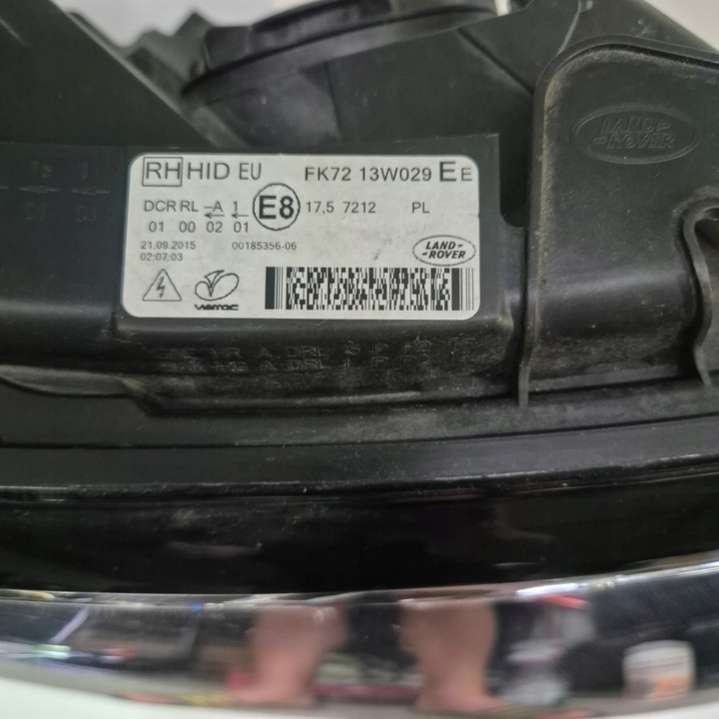 LAND-
-ROVER
RH HID EU FK72 13W029 E E
DCR RL -A 1 E8 17,5 7212 PL
01 00 02 01
21.09.2015 00185356-06
02:07:03
LAND-
-ROVER
varroc